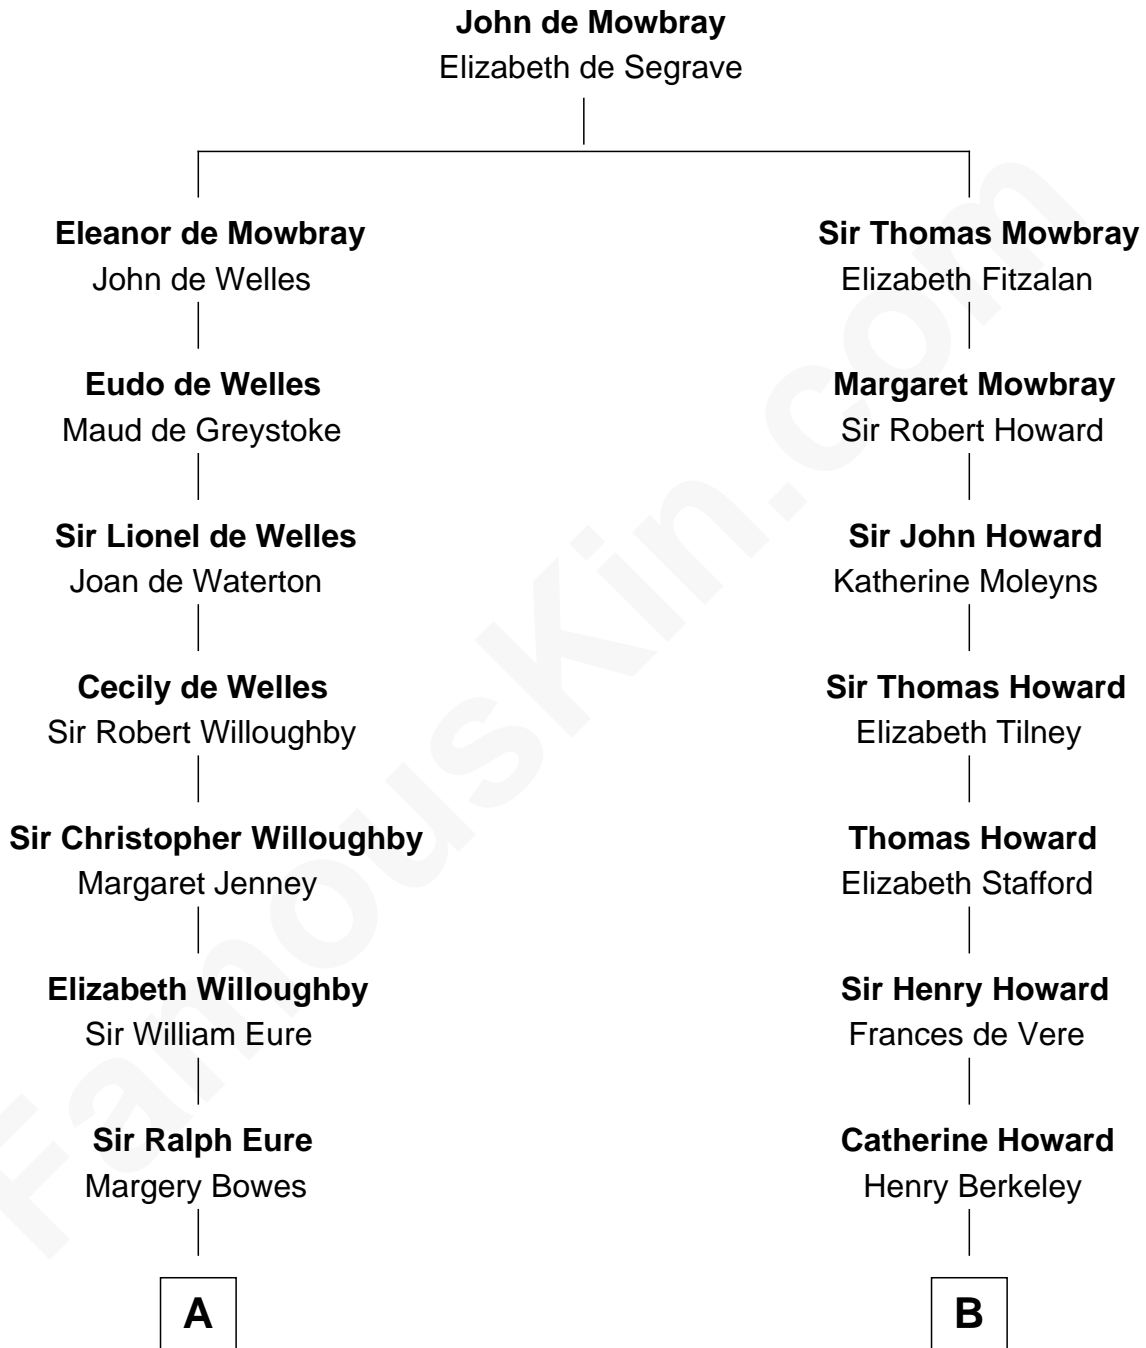 John de Mowbray
Elizabeth de Segrave
Eleanor de Mowbray
John de Welles
Sir Thomas Mowbray
Elizabeth Fitzalan
Eudo de Welles
Maud de Greystoke
Margaret Mowbray
Sir Robert Howard
Sir Lionel de Welles
Joan de Waterton
Sir John Howard
Katherine Moleyns
Cecily de Welles
Sir Robert Willoughby
Sir Thomas Howard
Elizabeth Tilney
Sir Christopher Willoughby
Margaret Jenney
Thomas Howard
Elizabeth Stafford
Elizabeth Willoughby
Sir William Eure
Sir Henry Howard
Frances de Vere
Sir Ralph Eure
Margery Bowes
Catherine Howard
Henry Berkeley
A
B
FamousKin.com